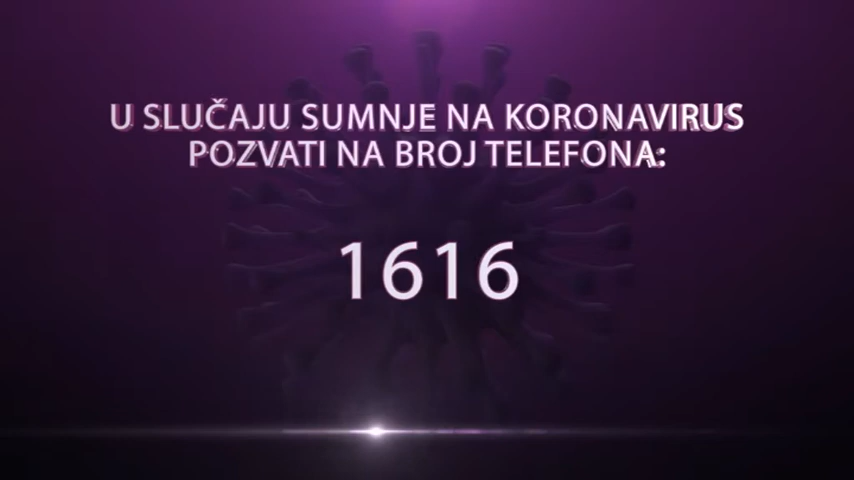 U SLUČAJU SUMNJE NA KORONAVIRUS
POZVATI NA BROJ TELEFONA:
1616